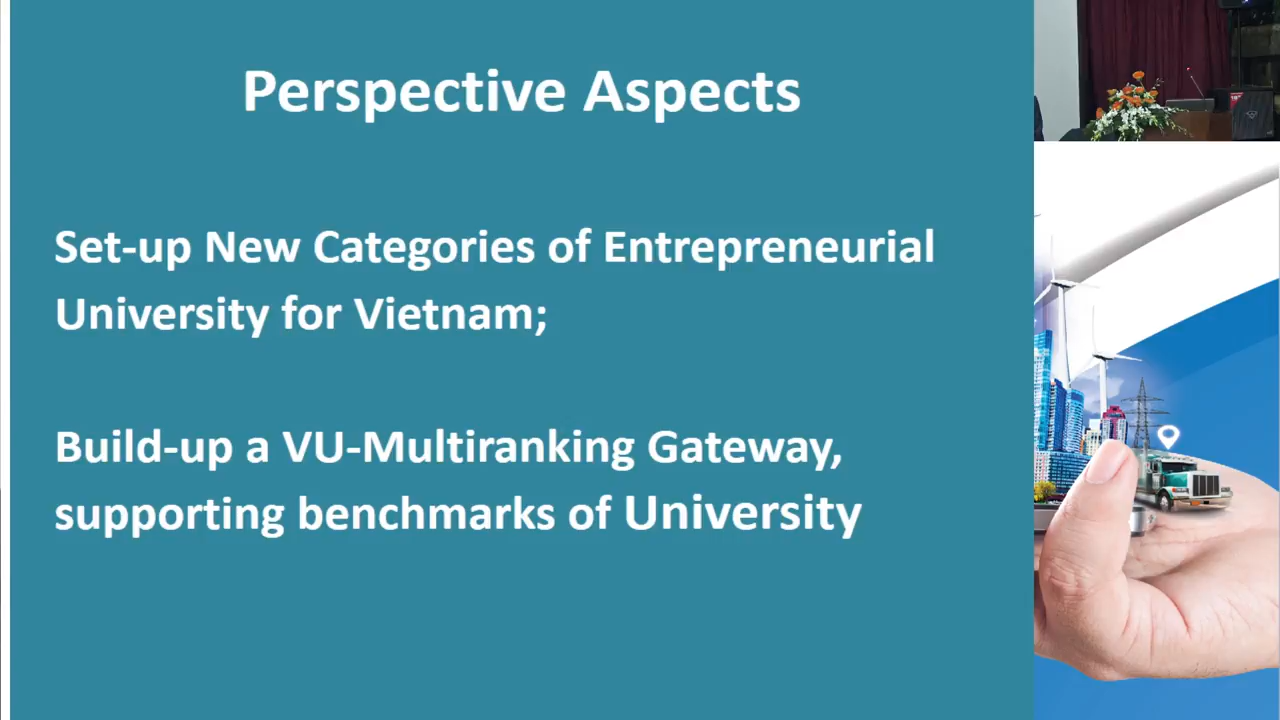 Perspective Aspects
Set-up New Categories of Entrepreneurial
University for Vietnam;
Build-up a VU-Multiranking Gateway,
supporting benchmarks of University